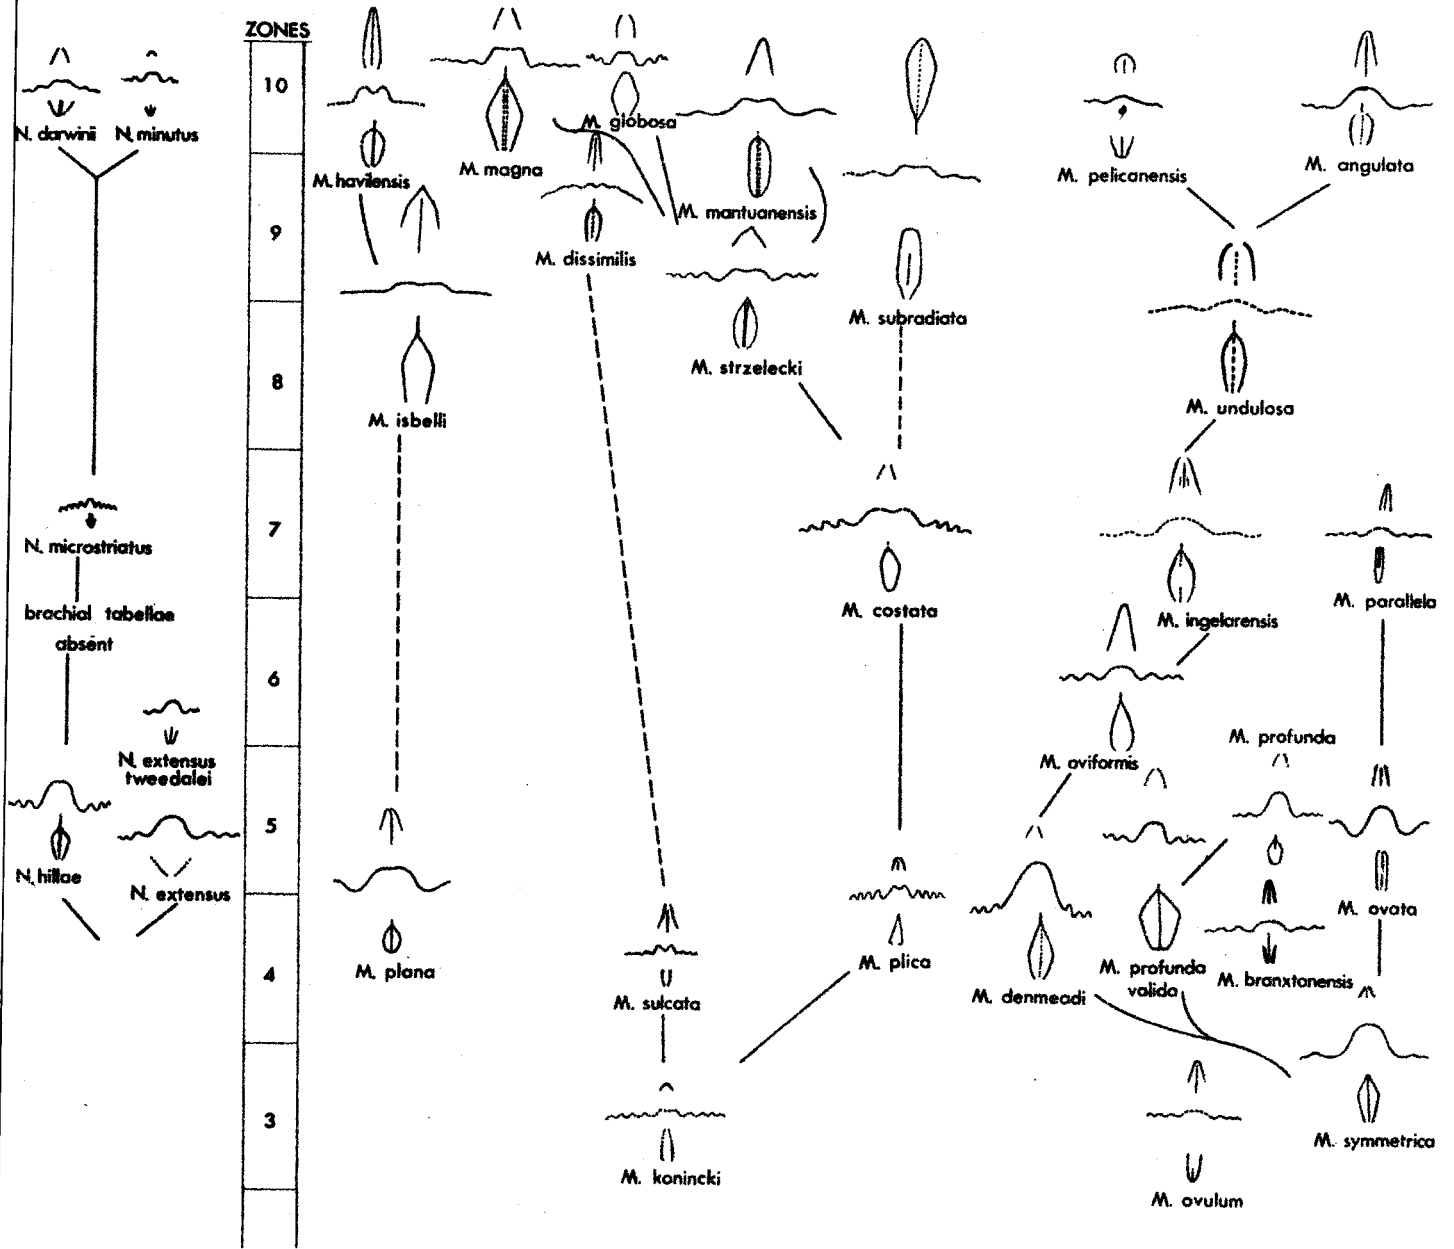 ZONES
10
N. darwinii
N. minutus
M. globosa
M. magna
M. pelicanensis
M. angulata
M. havilensis
M. mantuanensis
9
M. dissimilis
M. subradiata
M. strzelecki
8
M. isbelli
M. undulosa
7
N. microstriatus
M. costata
M. parallela
brachial tabellae
absent
M. ingelarensis
6
N. extensus
tweedalei
M. profunda
M. oviformis
5
N. hillae
N. extensus
M. ovata
M. plana
4
M. sulcata
M. plica
M. denmeadi
M. profunda
valida
M. branxtonensis
3
M. symmetrica
M. konincki
M. ovulum